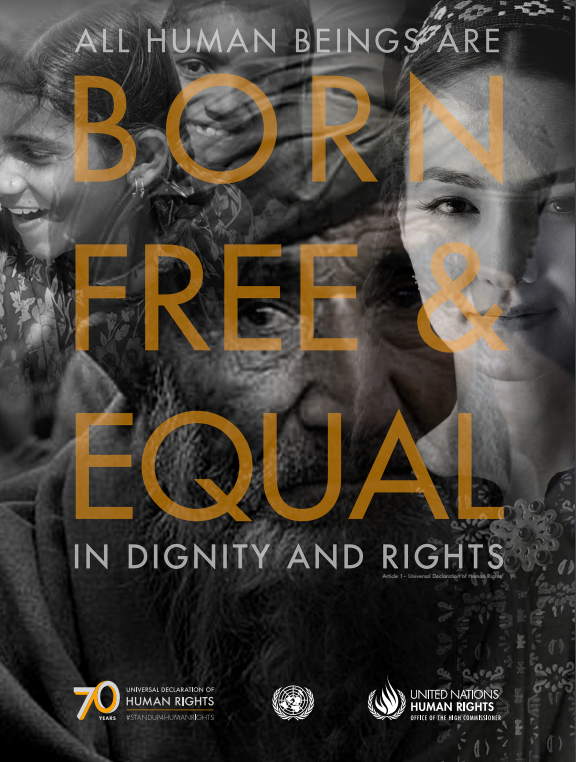 ALL HUMAN BEINGS ARE
BORN
FREE &
EQUAL
IN DIGNITY AND RIGHTS
Article 1 – Universal Declaration of Human Rights
70
YEARS
UNIVERSAL DECLARATION OF
HUMAN RIGHTS
#STANDUP4HUMANRIGHTS
UNITED NATIONS
HUMAN RIGHTS
OFFICE OF THE HIGH COMMISSIONER